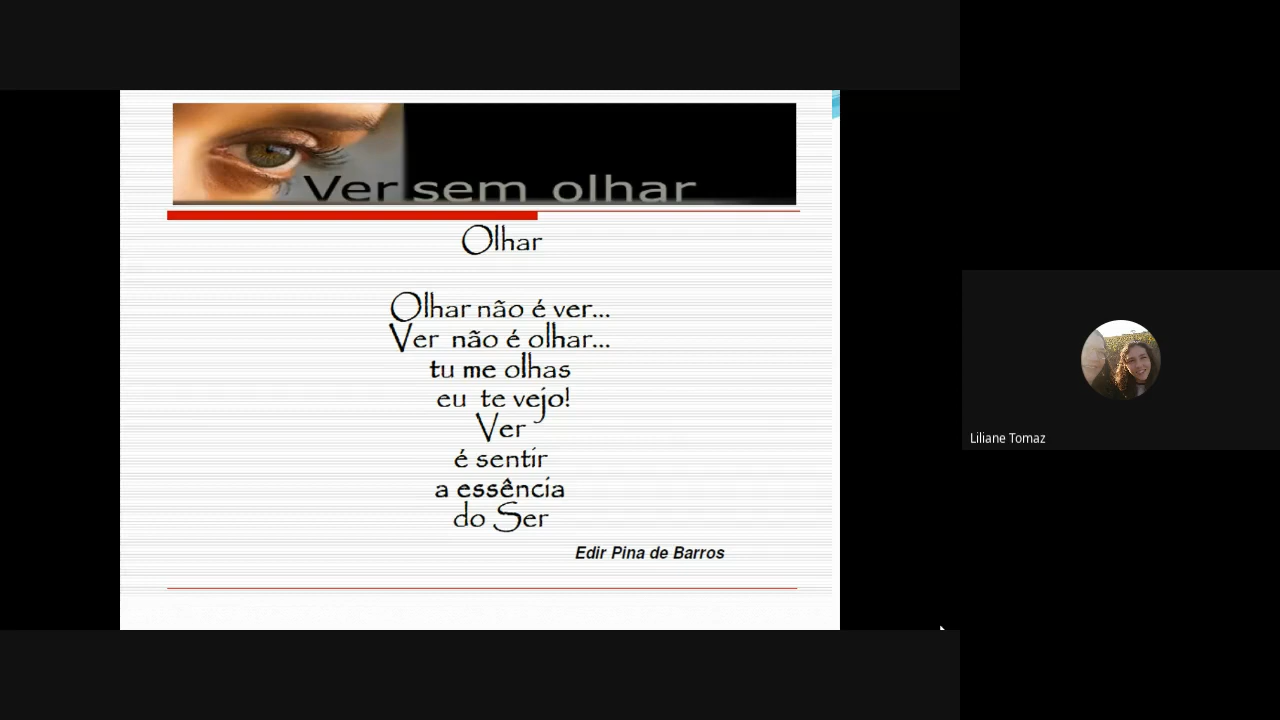 Ver sem olhar
Olhar
Olhar não é ver...
Ver não é olhar...
tu me olhas
eu te vejo!
Ver
é sentir
a essência
do Ser
Edir Pina de Barros
Liliane Tomaz